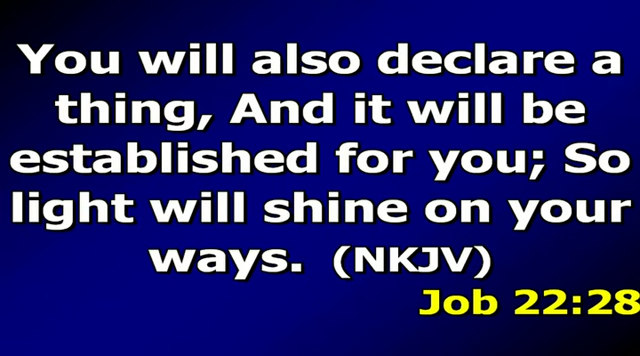 You will also declare a
thing, And it will be
established for you; So
light will shine on your
ways. (NKJV)
Job 22:28